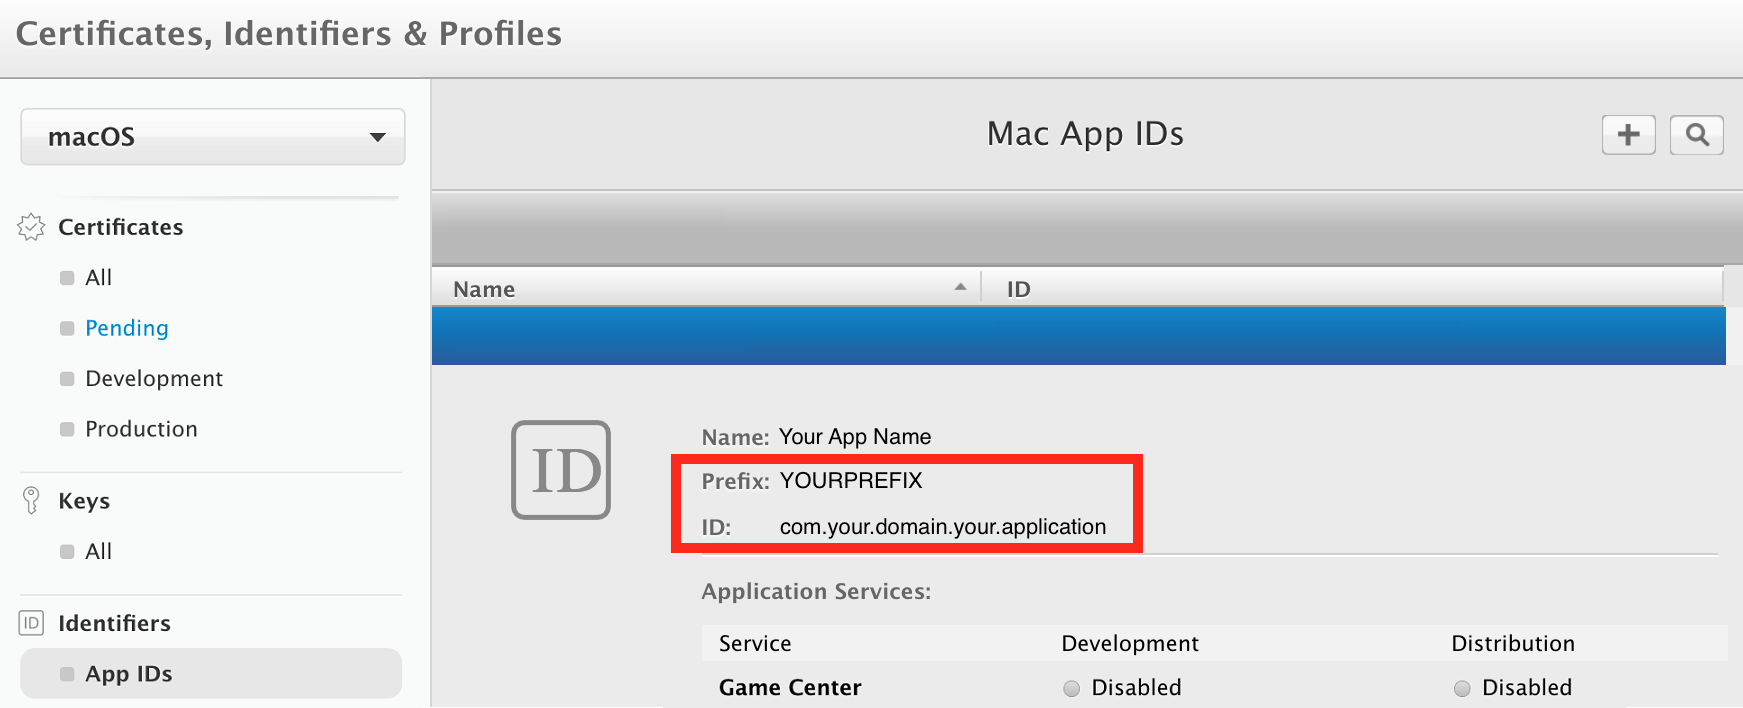 Certificates, Identifiers & Profiles
macOS
Mac App IDs
Certificates
All
Pending
Development
Production
Keys
All
ID Identifiers
App IDs
Name ID
ID
Name: Your App Name
Prefix: YOURPREFIX
ID: com.your.domain.your.application
Application Services:
Service Development Distribution
Game Center Disabled Disabled